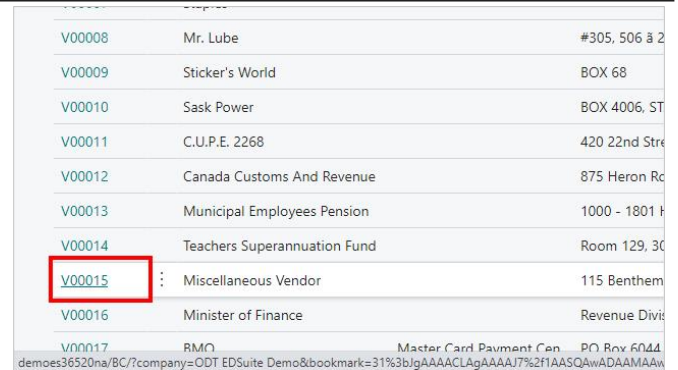 V00008 Mr. Lube #305, 506 ã 2
V00009 Sticker's World BOX 68
V00010 Sask Power BOX 4006, ST
V00011 C.U.P.E. 2268 420 22nd Stre
V00012 Canada Customs And Revenue 875 Heron Ro
V00013 Municipal Employees Pension 1000 - 1801 H
V00014 Teachers Superannuation Fund Room 129, 30
V00015 ⋮ Miscellaneous Vendor 115 Benthem
V00016 Minister of Finance Revenue Divis
V00017 BMO Master Card Payment Cen PO Box 6044
demoes36520na/BC/?company=ODT EDSuite Demo&bookmark=31%3bJgAAAACLAgAAAAJ7%2f1AASQAwADAAMAAw